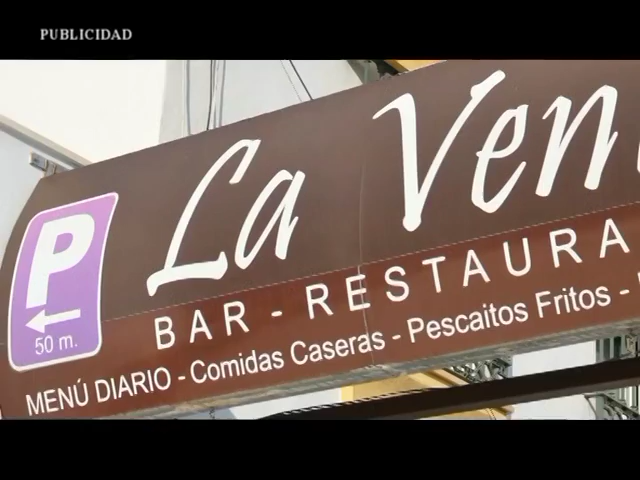 PUBLICIDAD
La Ven
BAR - RESTAURA
P
50 m.
MENÚ DIARIO - Comidas Caseras - Pescaitos Fritos -